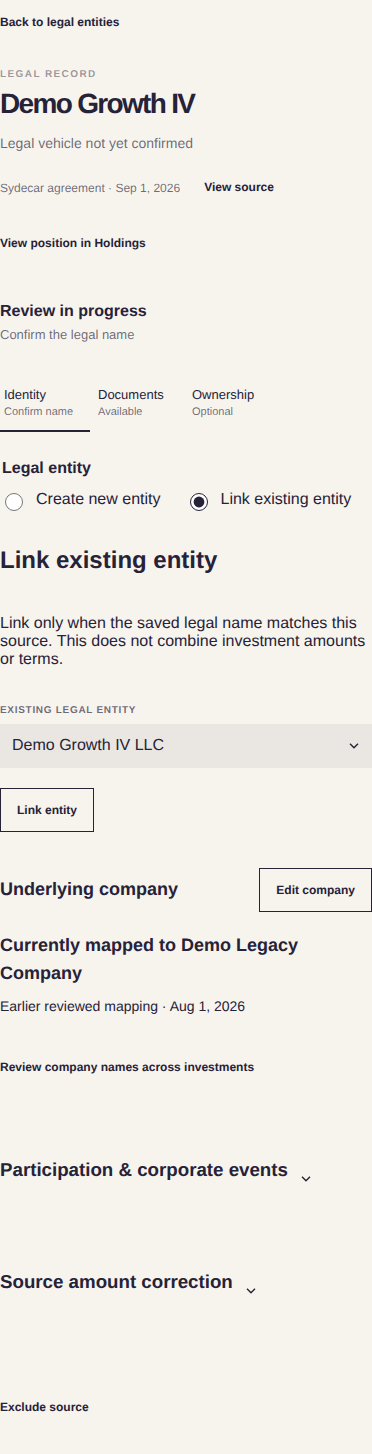 Back to legal entities
LEGAL RECORD
Demo Growth IV
Legal vehicle not yet confirmed
Sydecar agreement · Sep 1, 2026 View source
View position in Holdings
Review in progress
Confirm the legal name
Identity Documents Ownership
Confirm name Available Optional
Legal entity
Create new entity Link existing entity
Link existing entity
Link only when the saved legal name matches this
source. This does not combine investment amounts
or terms.
EXISTING LEGAL ENTITY
Demo Growth IV LLC
Link entity
Underlying company Edit company
Currently mapped to Demo Legacy
Company
Earlier reviewed mapping · Aug 1, 2026
Review company names across investments
Participation & corporate events
Source amount correction
Exclude source